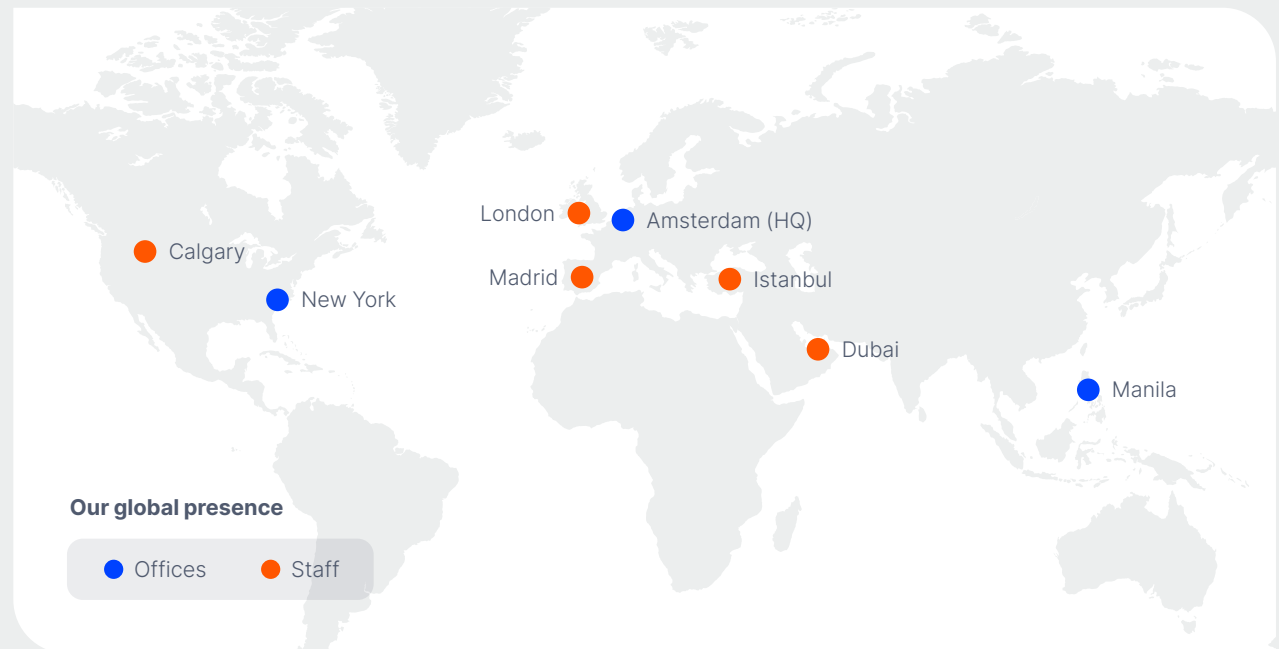 London
Amsterdam (HQ)
Calgary
Madrid
Istanbul
New York
Dubai
Manila
Our global presence
Offices
Staff